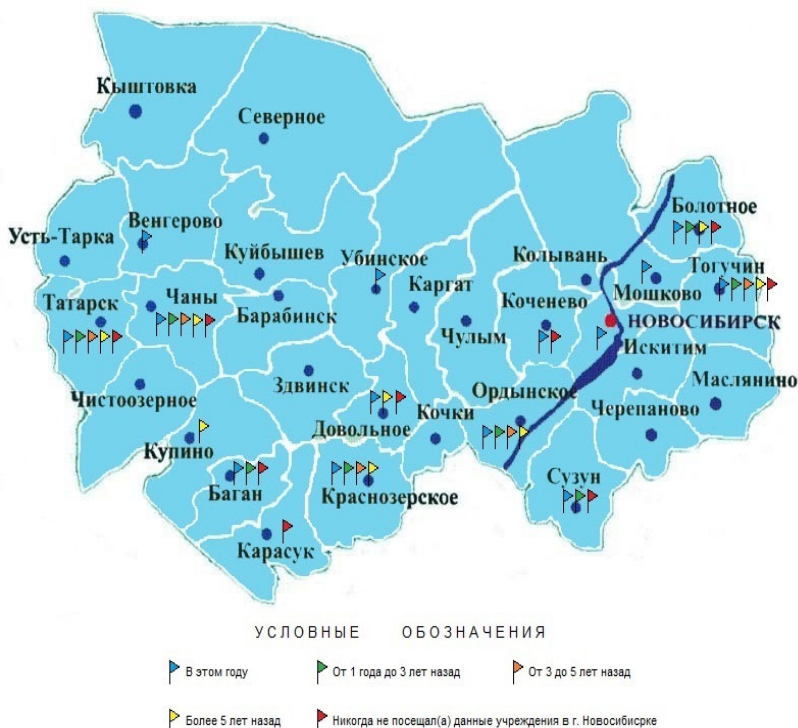 Кыштовка
Северное
Болотное
Венгерово
Усть-Тарка
Куйбышев
Убинское
Колывань
Тогучин
Мошково
Каргат
Коченево
Татарск
Чаны
Барабинск
Чулым
НОВОСИБИРСК
Искитим
Здвинск
Маслянино
Чистоозерное
Ордынское
Кочки
Черепаново
Довольное
Купино
Сузун
Баган
Краснозерское
Карасук
УСЛОВНЫЕ ОБОЗНАЧЕНИЯ
В этом году
От 1 года до 3 лет назад
От 3 до 5 лет назад
Более 5 лет назад
Никогда не посещал(а) данные учреждения в г. Новосибисрке